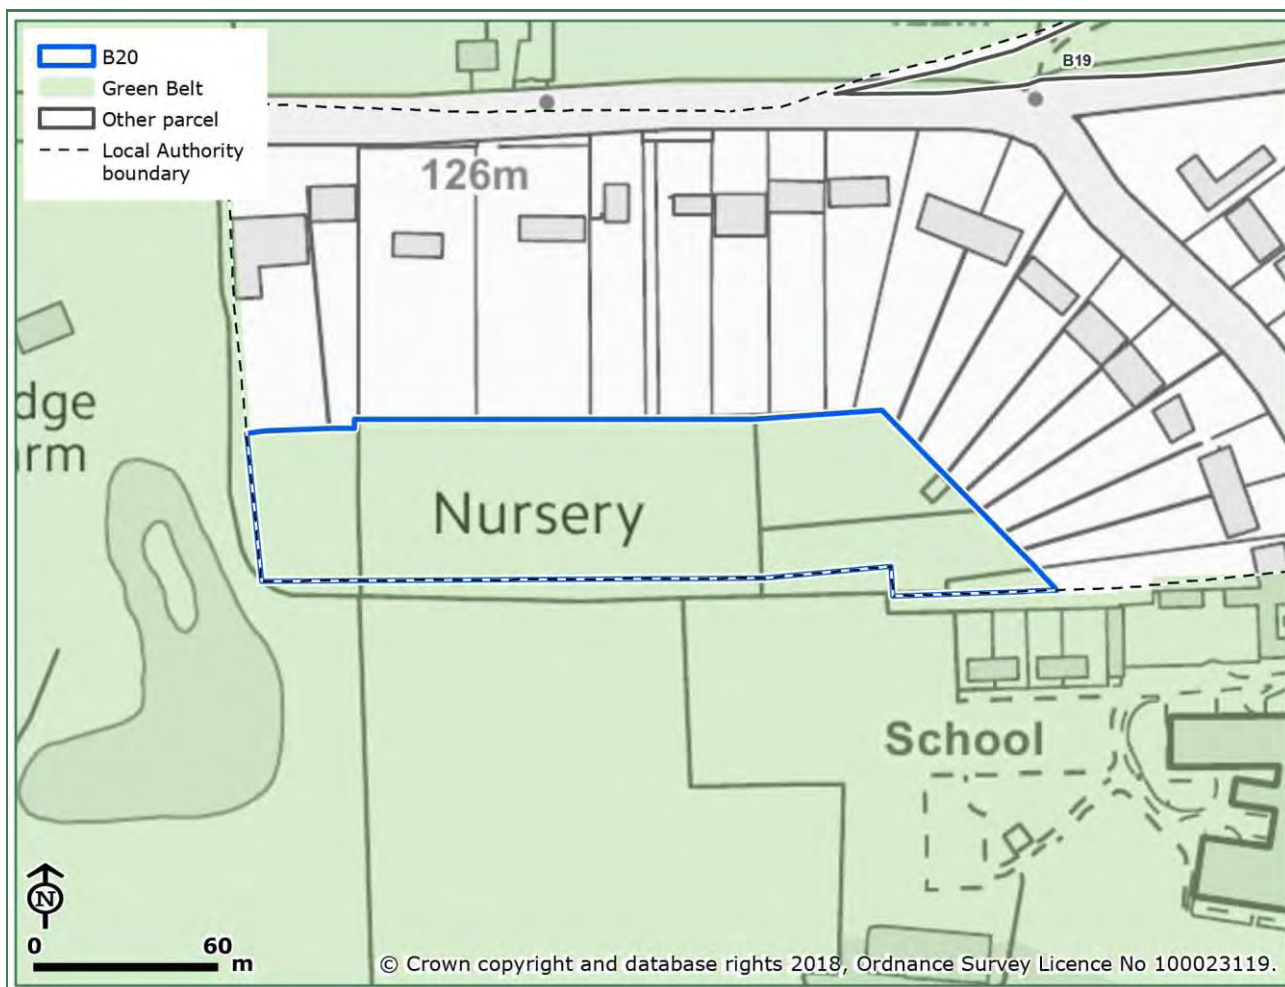 B20
Green Belt
Other parcel
Local Authority
boundary
B19
126m
dge
arm
Nursery
School
N
0 60
m
© Crown copyright and database rights 2018, Ordnance Survey Licence No 100023119.